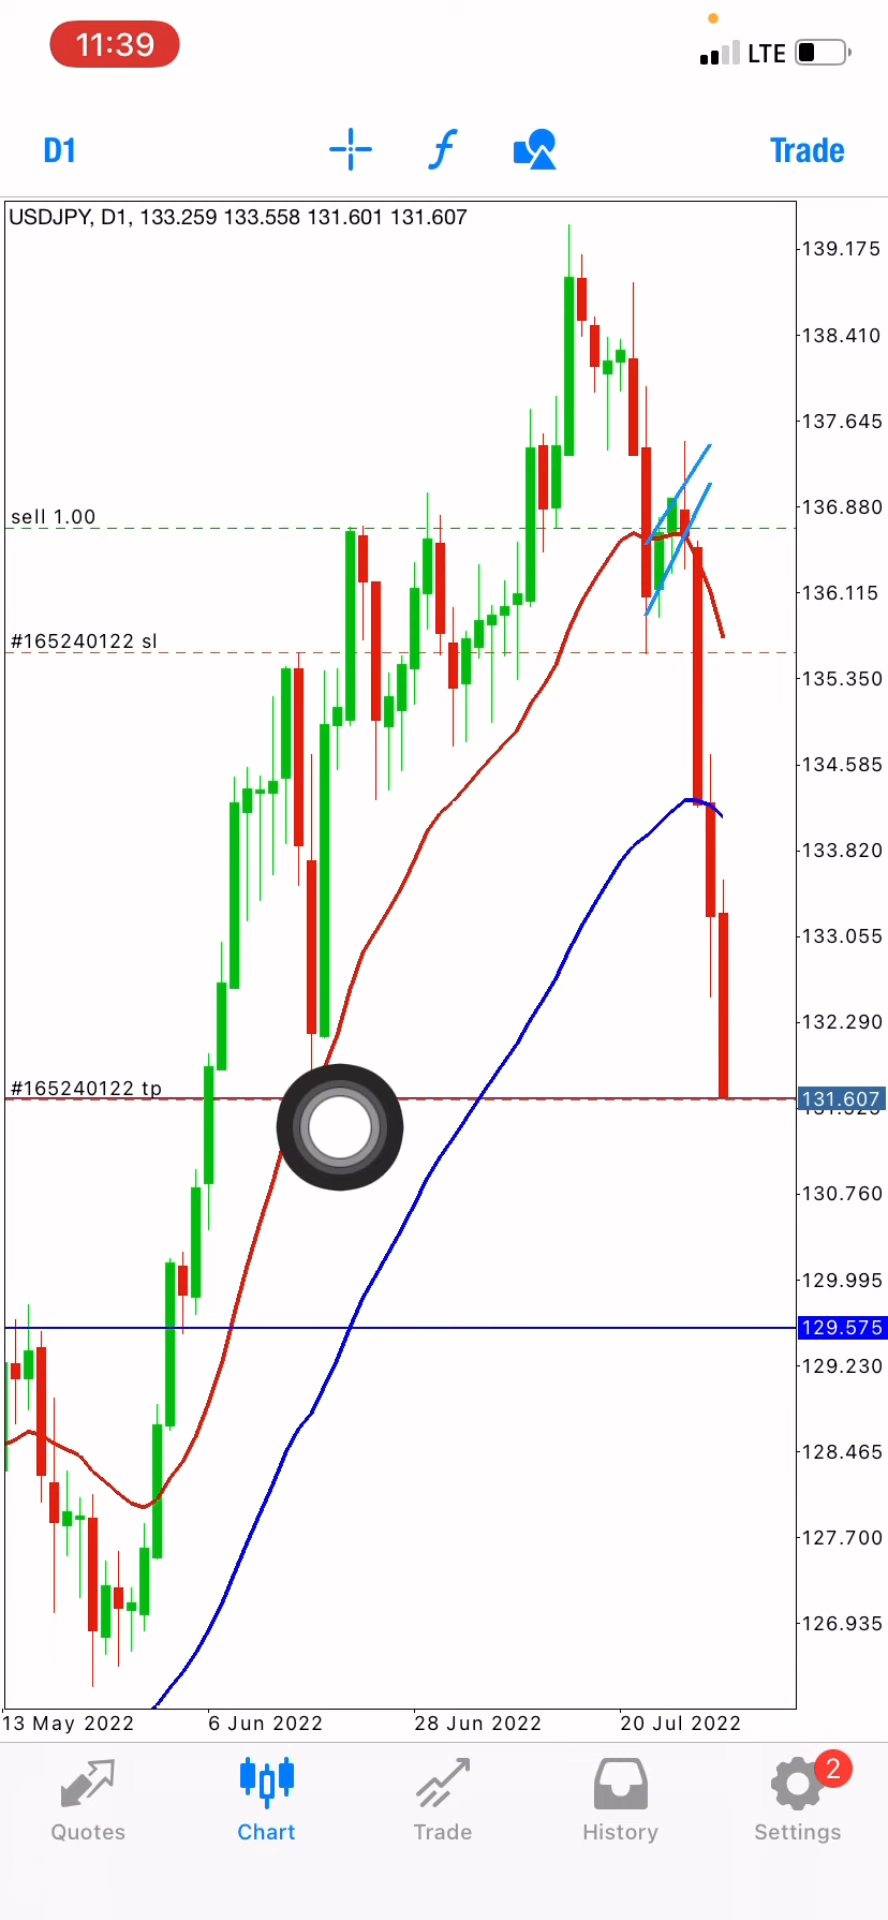 11:39
LTE
D1
f
Trade
USDJPY, D1, 133.259 133.558 131.601 131.607
139.175
138.410
137.645
136.880
sell 1.00
136.115
#165240122 sl
135.350
134.585
133.820
133.055
132.290
#165240122 tp
131.607
130.760
129.995
129.575
129.230
128.465
127.700
126.935
13 May 2022
6 Jun 2022
28 Jun 2022
20 Jul 2022
2
Quotes
Chart
Trade
History
Settings